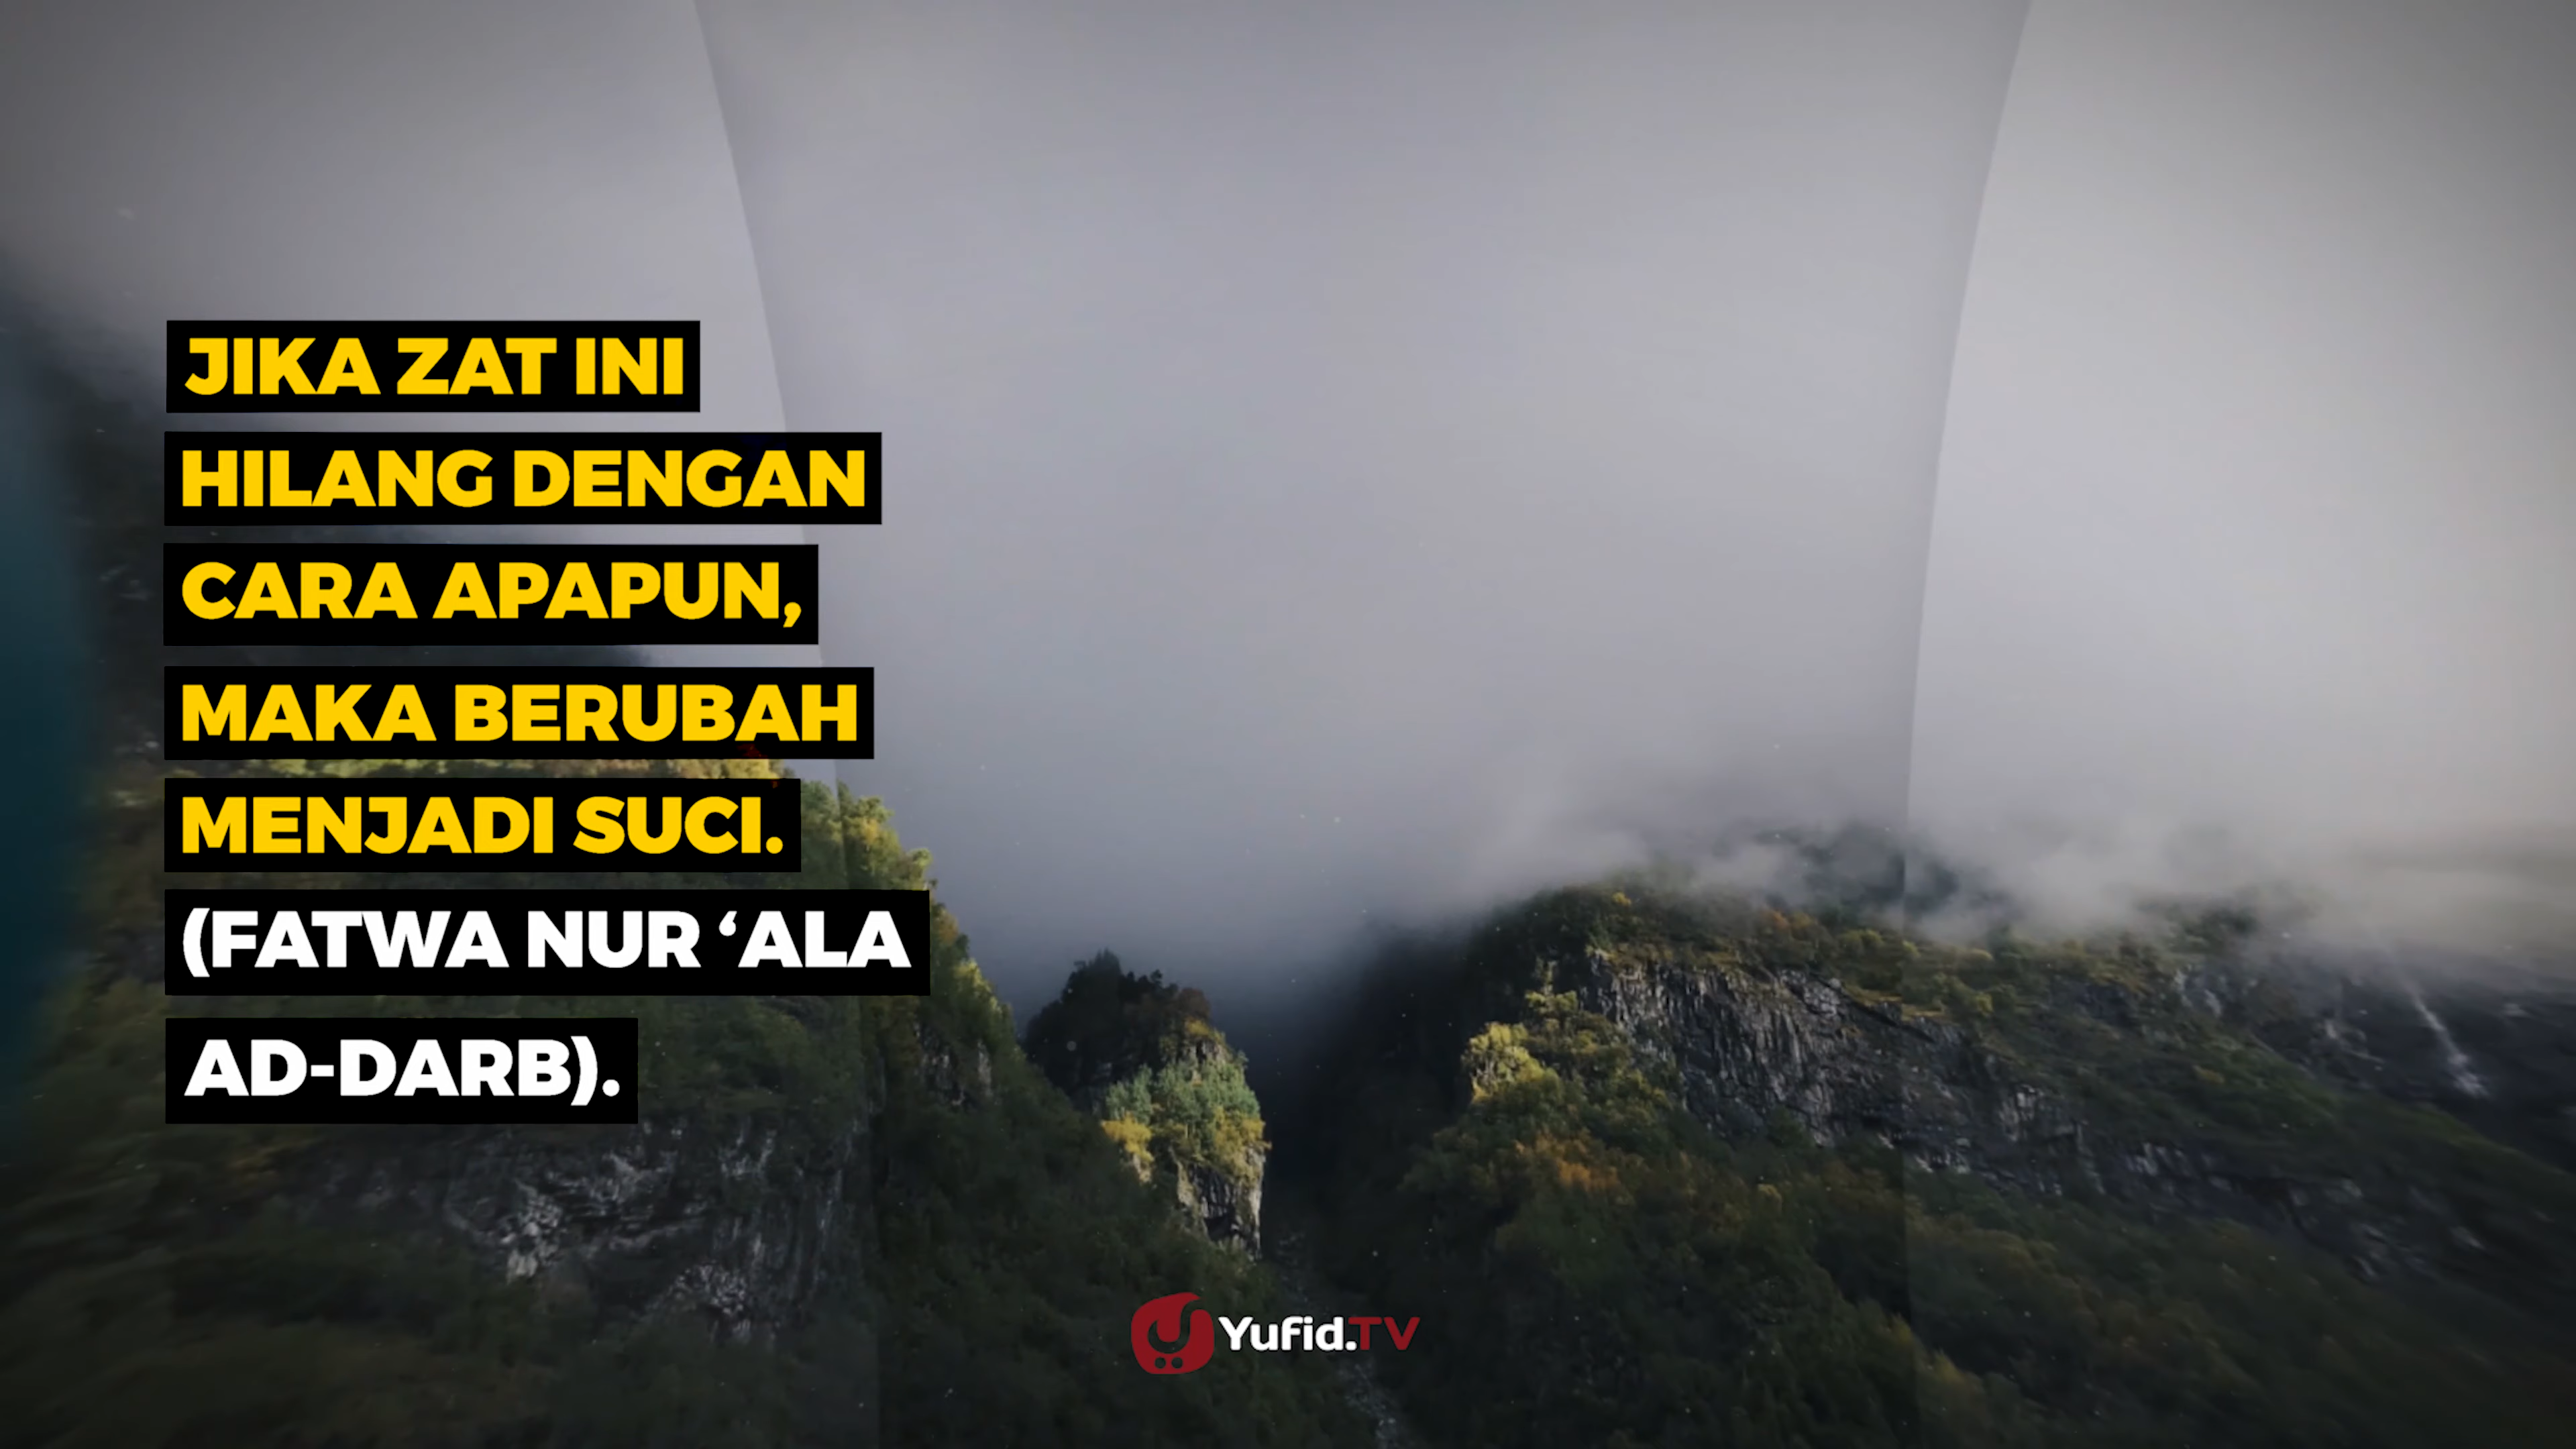 JIKA ZAT INI
HILANG DENGAN
CARA APAPUN,
MAKA BERUBAH
MENJADI SUCI.
(FATWA NUR ‘ALA
AD-DARB).
Yufid.TV